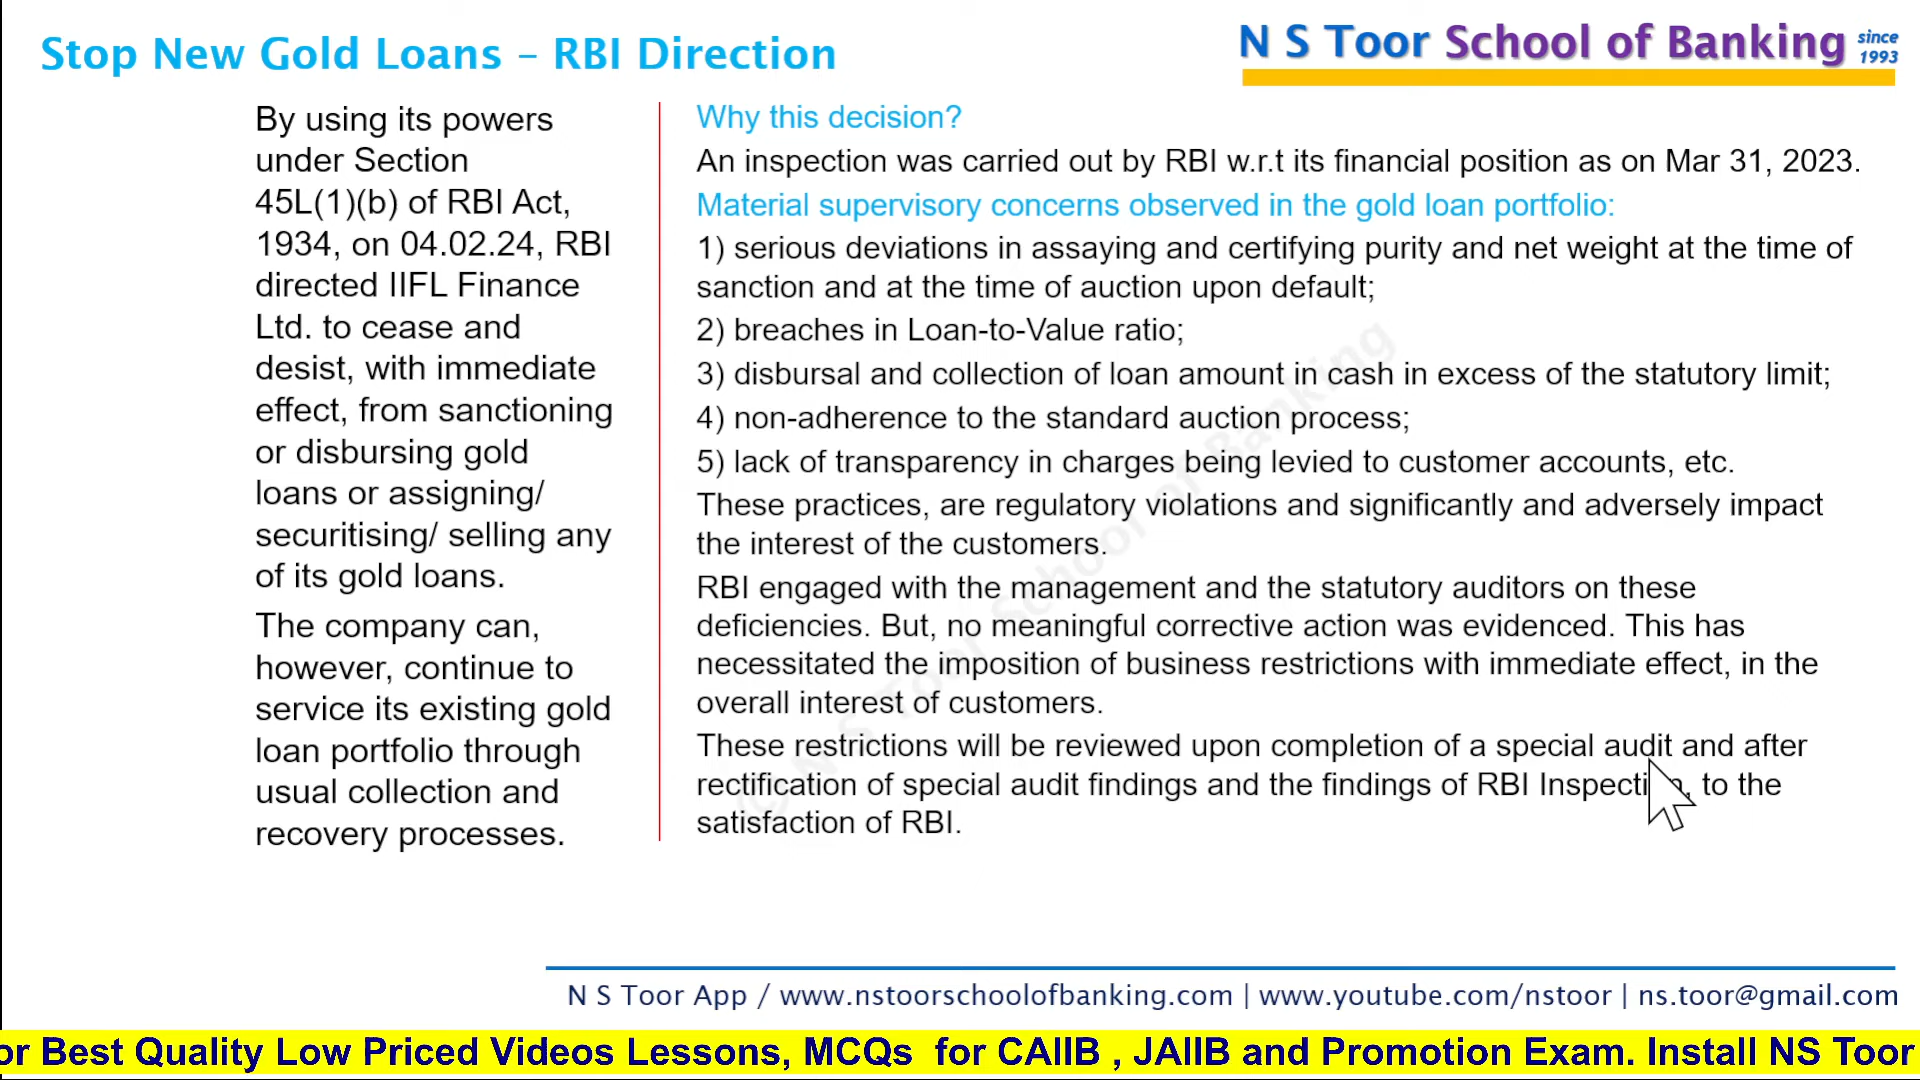 Stop New Gold Loans – RBI Direction
N S Toor School of Banking since 1993
By using its powers
under Section
45L(1)(b) of RBI Act,
1934, on 04.02.24, RBI
directed IIFL Finance
Ltd. to cease and
desist, with immediate
effect, from sanctioning
or disbursing gold
loans or assigning/
securitising/ selling any
of its gold loans.
The company can,
however, continue to
service its existing gold
loan portfolio through
usual collection and
recovery processes.
Why this decision?
An inspection was carried out by RBI w.r.t its financial position as on Mar 31, 2023.
Material supervisory concerns observed in the gold loan portfolio:
1) serious deviations in assaying and certifying purity and net weight at the time of
sanction and at the time of auction upon default;
2) breaches in Loan-to-Value ratio;
3) disbursal and collection of loan amount in cash in excess of the statutory limit;
4) non-adherence to the standard auction process;
5) lack of transparency in charges being levied to customer accounts, etc.
These practices, are regulatory violations and significantly and adversely impact
the interest of the customers.
RBI engaged with the management and the statutory auditors on these
deficiencies. But, no meaningful corrective action was evidenced. This has
necessitated the imposition of business restrictions with immediate effect, in the
overall interest of customers.
These restrictions will be reviewed upon completion of a special audit and after
rectification of special audit findings and the findings of RBI Inspection, to the
satisfaction of RBI.
© N S Toor School of Banking
N S Toor App / www.nstoorschoolofbanking.com | www.youtube.com/nstoor | ns.toor@gmail.com
or Best Quality Low Priced Videos Lessons, MCQs for CAIIB , JAIIB and Promotion Exam. Install NS Toor